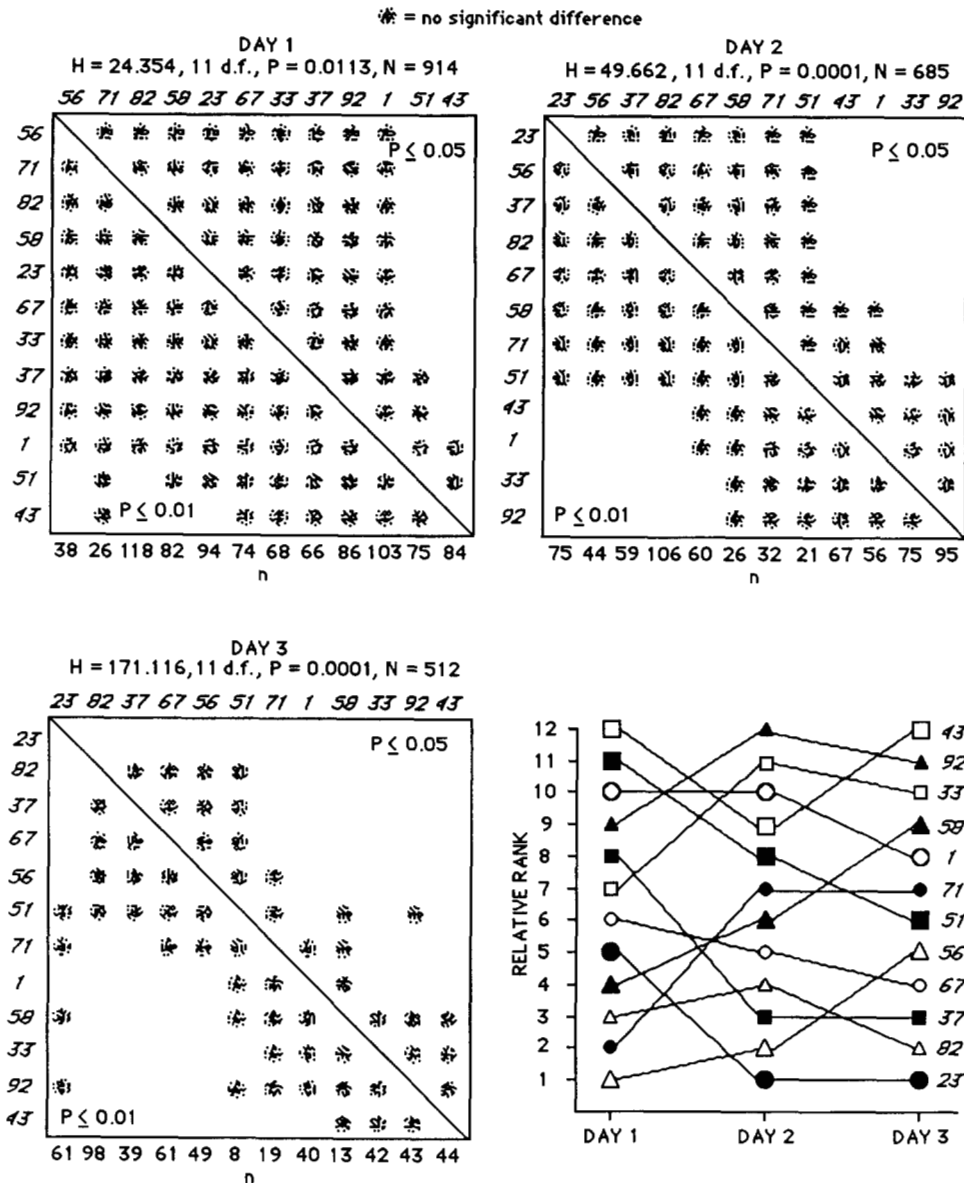 = no significant difference
DAY 1
H = 24.354, 11 d.f., P = 0.0113, N = 914
56 71 82 58 23 67 33 37 92 1 51 43
56
71
82
58
23
67
33
37
92
1
51
43
P ≤ 0.05
P ≤ 0.01
38 26 118 82 94 74 68 66 86 103 75 84
n
DAY 2
H = 49.662, 11 d.f., P = 0.0001, N = 685
23 56 37 82 67 58 71 51 43 1 33 92
23
56
37
82
67
58
71
51
43
1
33
92
P ≤ 0.05
P ≤ 0.01
75 44 59 106 60 26 32 21 67 56 75 95
n
DAY 3
H = 171.116, 11 d.f., P = 0.0001, N = 512
23 82 37 67 56 51 71 1 58 33 92 43
23
82
37
67
56
51
71
1
58
33
92
43
P ≤ 0.05
P ≤ 0.01
61 98 39 61 49 8 19 40 13 42 43 44
n
RELATIVE RANK
12
11
10
9
8
7
6
5
4
3
2
1
43
92
33
58
1
71
51
56
67
37
82
23
DAY 1 DAY 2 DAY 3